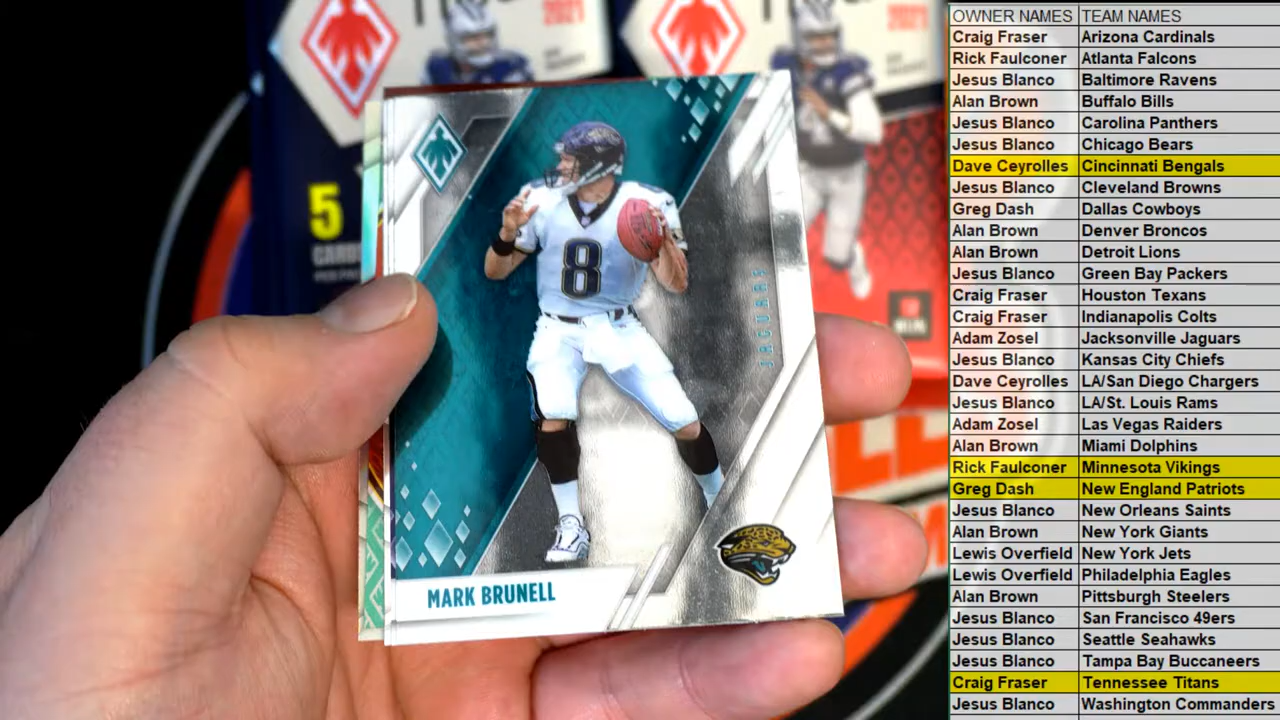 2021
2021
5
CARDS
8
JAGUARS
MARK BRUNELL
OWNER NAMES TEAM NAMES
Craig Fraser Arizona Cardinals
Rick Faulconer Atlanta Falcons
Jesus Blanco Baltimore Ravens
Alan Brown Buffalo Bills
Jesus Blanco Carolina Panthers
Jesus Blanco Chicago Bears
Dave Ceyrolles Cincinnati Bengals
Jesus Blanco Cleveland Browns
Greg Dash Dallas Cowboys
Alan Brown Denver Broncos
Alan Brown Detroit Lions
Jesus Blanco Green Bay Packers
Craig Fraser Houston Texans
Craig Fraser Indianapolis Colts
Adam Zosel Jacksonville Jaguars
Jesus Blanco Kansas City Chiefs
Dave Ceyrolles LA/San Diego Chargers
Jesus Blanco LA/St. Louis Rams
Adam Zosel Las Vegas Raiders
Alan Brown Miami Dolphins
Rick Faulconer Minnesota Vikings
Greg Dash New England Patriots
Jesus Blanco New Orleans Saints
Alan Brown New York Giants
Lewis Overfield New York Jets
Lewis Overfield Philadelphia Eagles
Alan Brown Pittsburgh Steelers
Jesus Blanco San Francisco 49ers
Jesus Blanco Seattle Seahawks
Jesus Blanco Tampa Bay Buccaneers
Craig Fraser Tennessee Titans
Jesus Blanco Washington Commanders